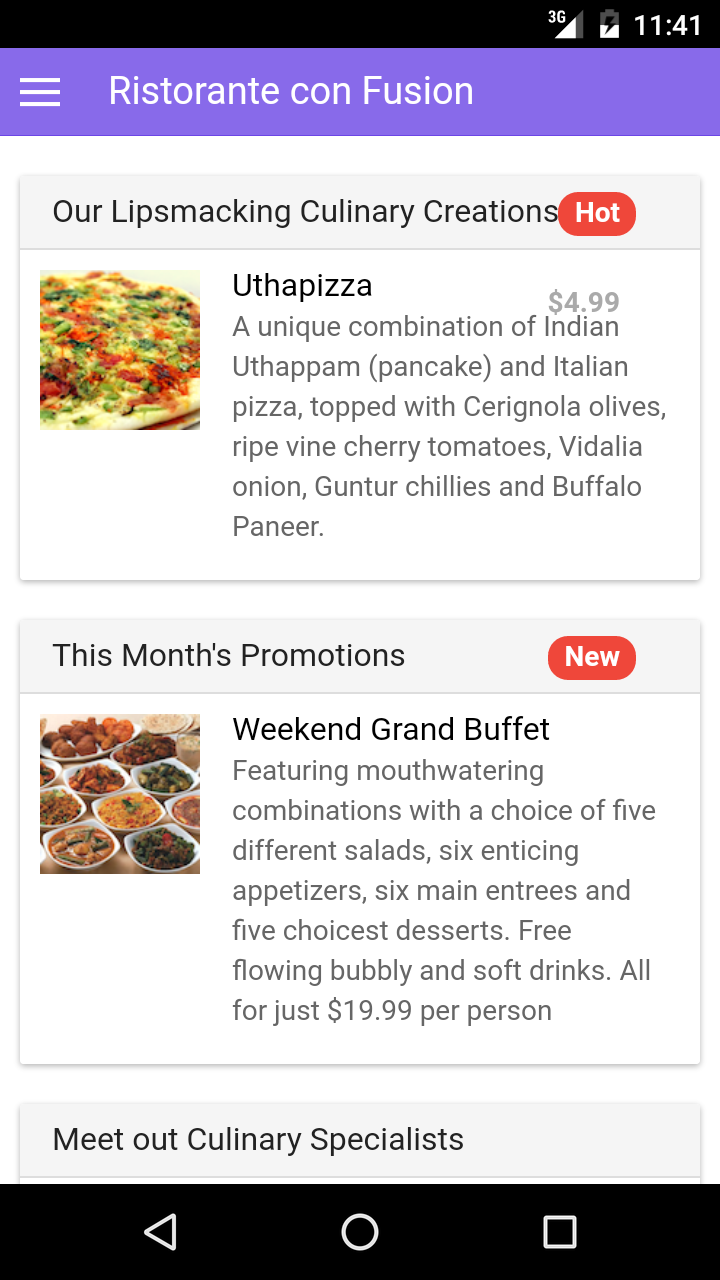 3G 11:41
Ristorante con Fusion
Our Lipsmacking Culinary Creations Hot
Uthapizza
$4.99
A unique combination of Indian
Uthappam (pancake) and Italian
pizza, topped with Cerignola olives,
ripe vine cherry tomatoes, Vidalia
onion, Guntur chillies and Buffalo
Paneer.
This Month's Promotions New
Weekend Grand Buffet
Featuring mouthwatering
combinations with a choice of five
different salads, six enticing
appetizers, six main entrees and
five choicest desserts. Free
flowing bubbly and soft drinks. All
for just $19.99 per person
Meet out Culinary Specialists